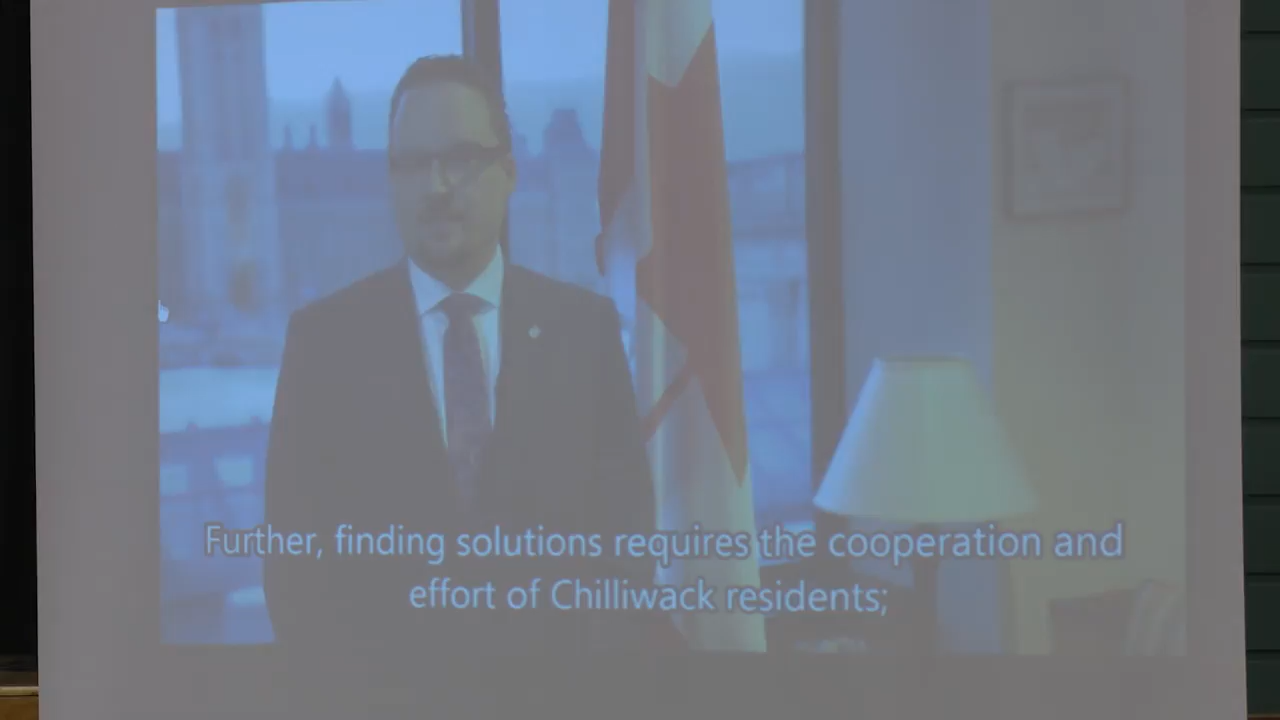 Further, finding solutions requires the cooperation and
effort of Chilliwack residents;